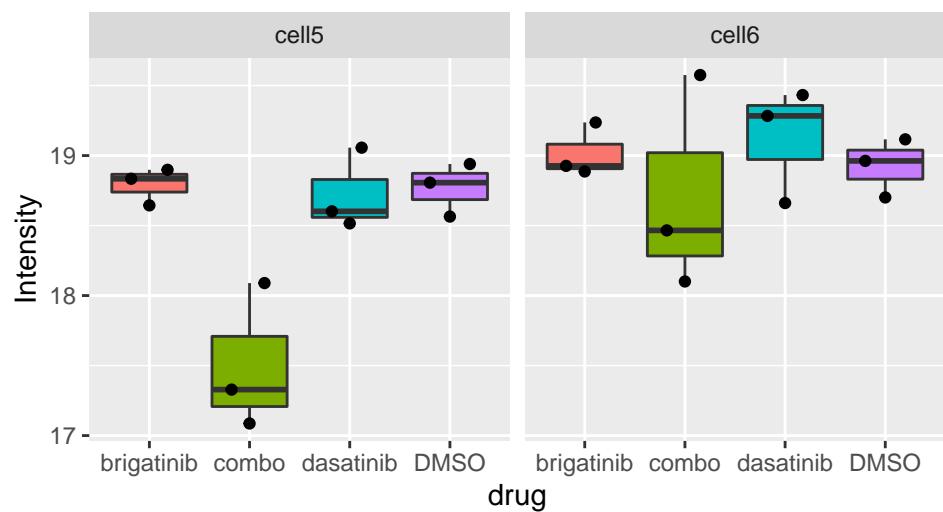 cell5 cell6
Intensity
19
18
17
brigatinib combo dasatinib DMSO brigatinib combo dasatinib DMSO
drug